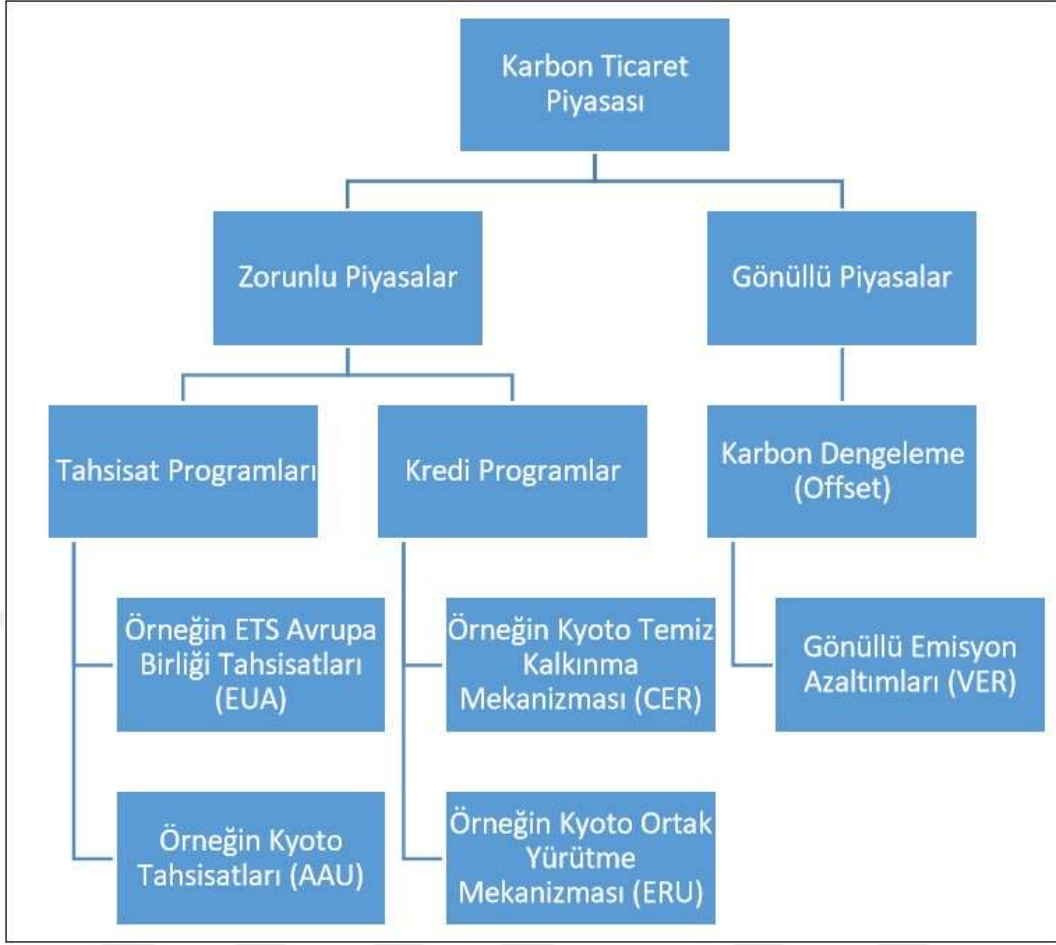 Karbon Ticaret
Piyasası
Zorunlu Piyasalar
Gönüllü Piyasalar
Tahsisat Programları
Kredi Programlar
Karbon Dengeleme
(Offset)
Örneğin ETS Avrupa
Birliği Tahsisatları
(EUA)
Örneğin Kyoto Temiz
Kalkınma
Mekanizması (CER)
Gönüllü Emisyon
Azaltımları (VER)
Örneğin Kyoto
Tahsisatları (AAU)
Örneğin Kyoto Ortak
Yürütme
Mekanizması (ERU)